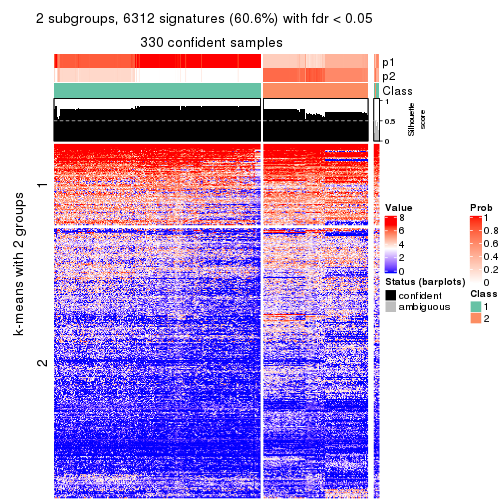 2 subgroups, 6312 signatures (60.6%) with fdr < 0.05
330 confident samples
p1
p2
Class
1
0.5
0
Silhouette
score
k-means with 2 groups
1
2
Value
8
6
4
2
0
Status (barplots)
confident
ambiguous
Prob
1
0.8
0.6
0.4
0.2
0
Class
1
2